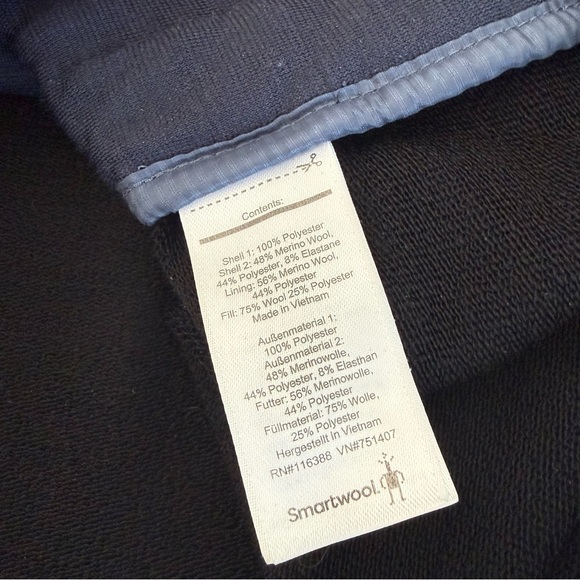 Contents:
Shell 1: 100% Polyester
Shell 2: 48% Merino Wool,
44% Polyester, 8% Elastane
Lining: 56% Merino Wool,
44% Polyester
Fill: 75% Wool 25% Polyester
Made in Vietnam
Außenmaterial 1:
100% Polyester
Außenmaterial 2:
48% Merinowolle,
44% Polyester, 8% Elasthan
Futter: 56% Merinowolle,
44% Polyester
Füllmaterial: 75% Wolle,
25% Polyester
Hergestellt in Vietnam
RN#116388 VN#751407
Smartwool.